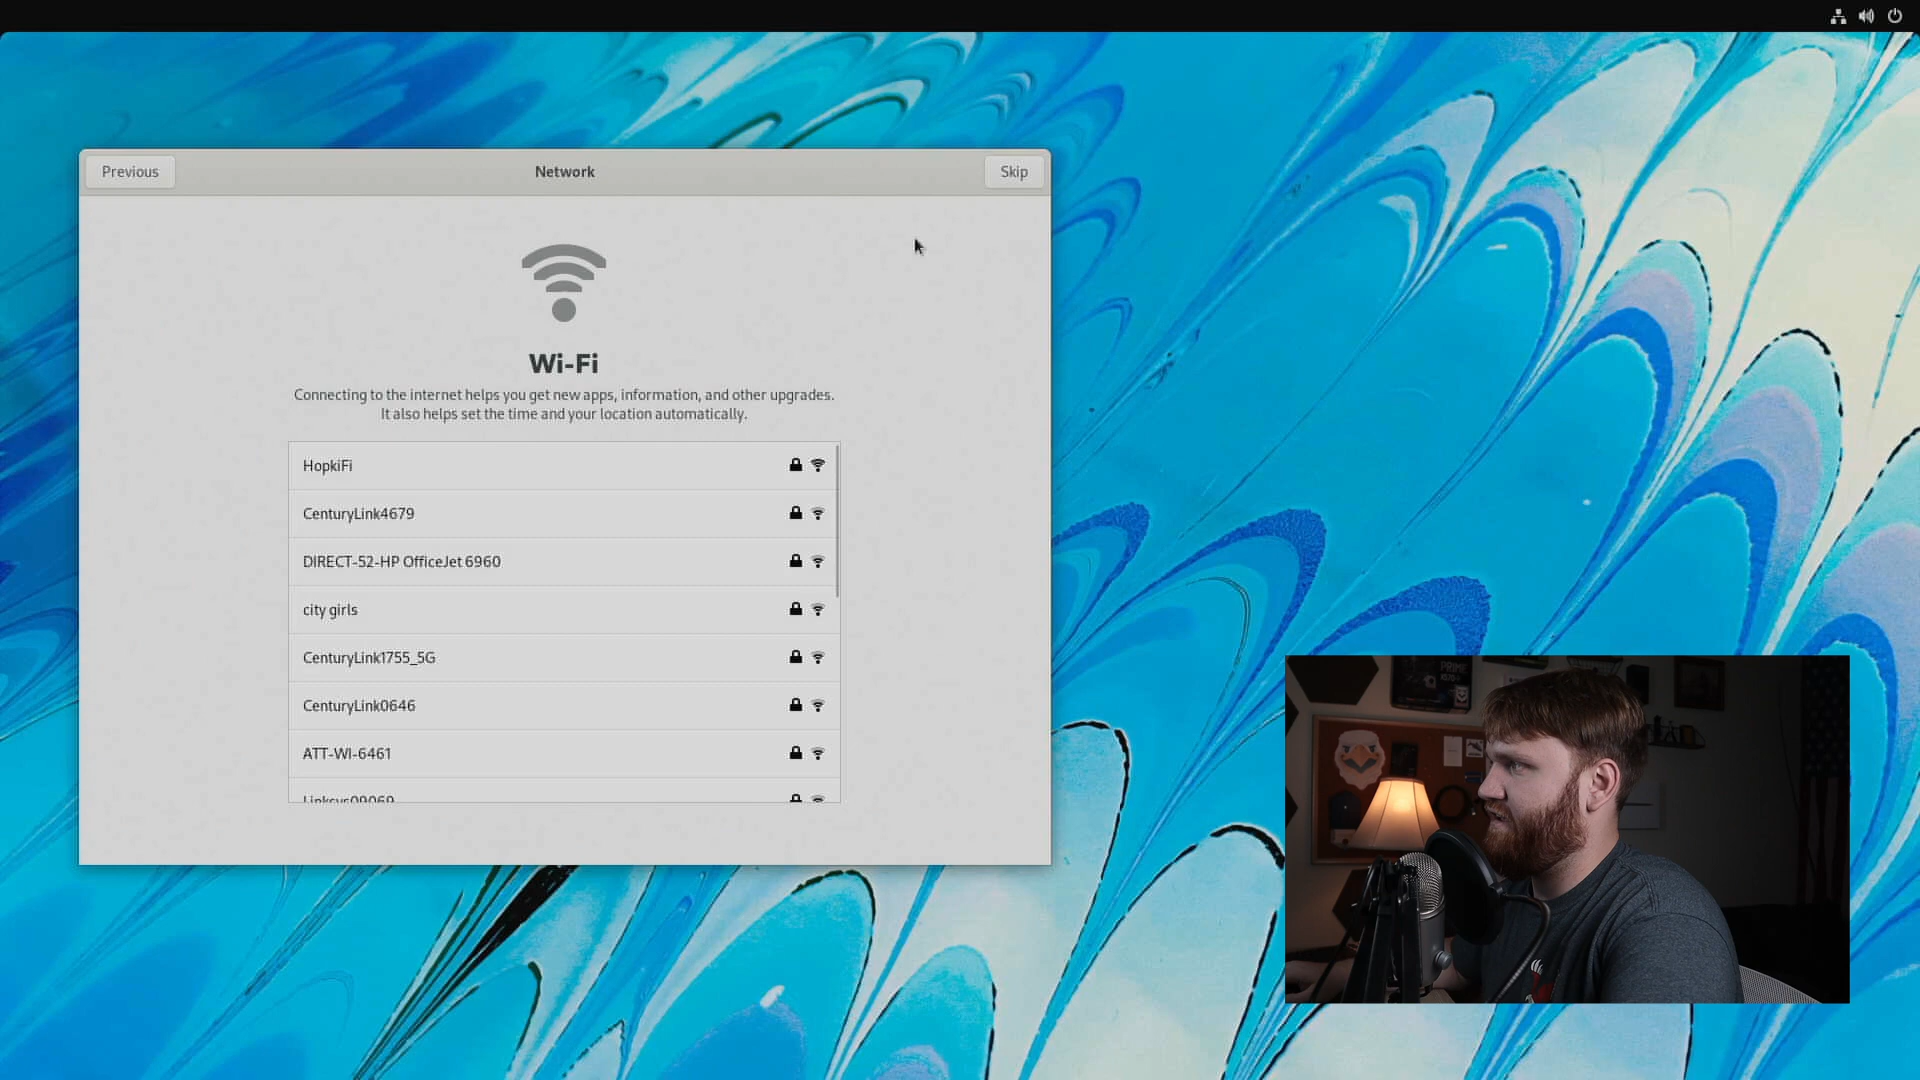 Previous
Network
Skip
Wi-Fi
Connecting to the internet helps you get new apps, information, and other upgrades.
It also helps set the time and your location automatically.
HopkiFi
CenturyLink4679
DIRECT-52-HP OfficeJet 6960
city girls
CenturyLink1755_5G
CenturyLink0646
ATT-WI-6461
Linksys09069
PRIME